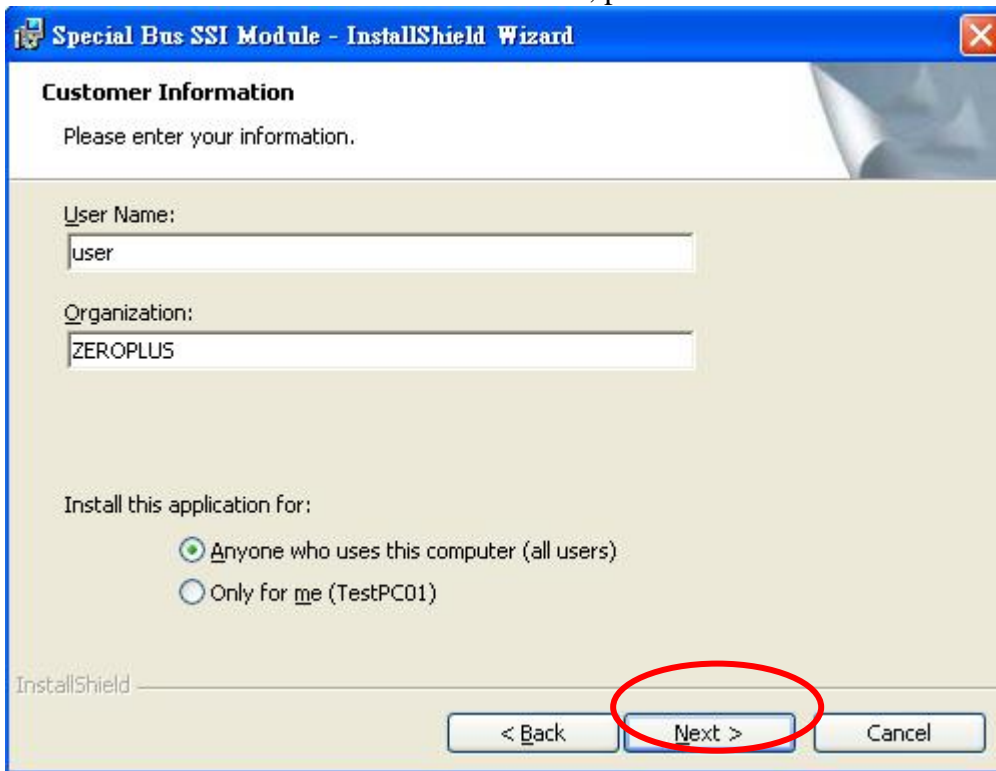 Special Bus SSI Module - InstallShield Wizard
Customer Information
Please enter your information.
User Name:
user
Organization:
ZEROPLUS
Install this application for:
Anyone who uses this computer (all users)
Only for me (TestPC01)
InstallShield
< Back Next > Cancel